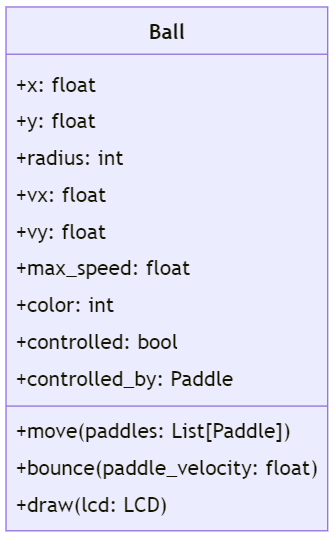 Ball
+x: float
+y: float
+radius: int
+vx: float
+vy: float
+max_speed: float
+color: int
+controlled: bool
+controlled_by: Paddle
+move(paddles: List[Paddle])
+bounce(paddle_velocity: float)
+draw(lcd: LCD)